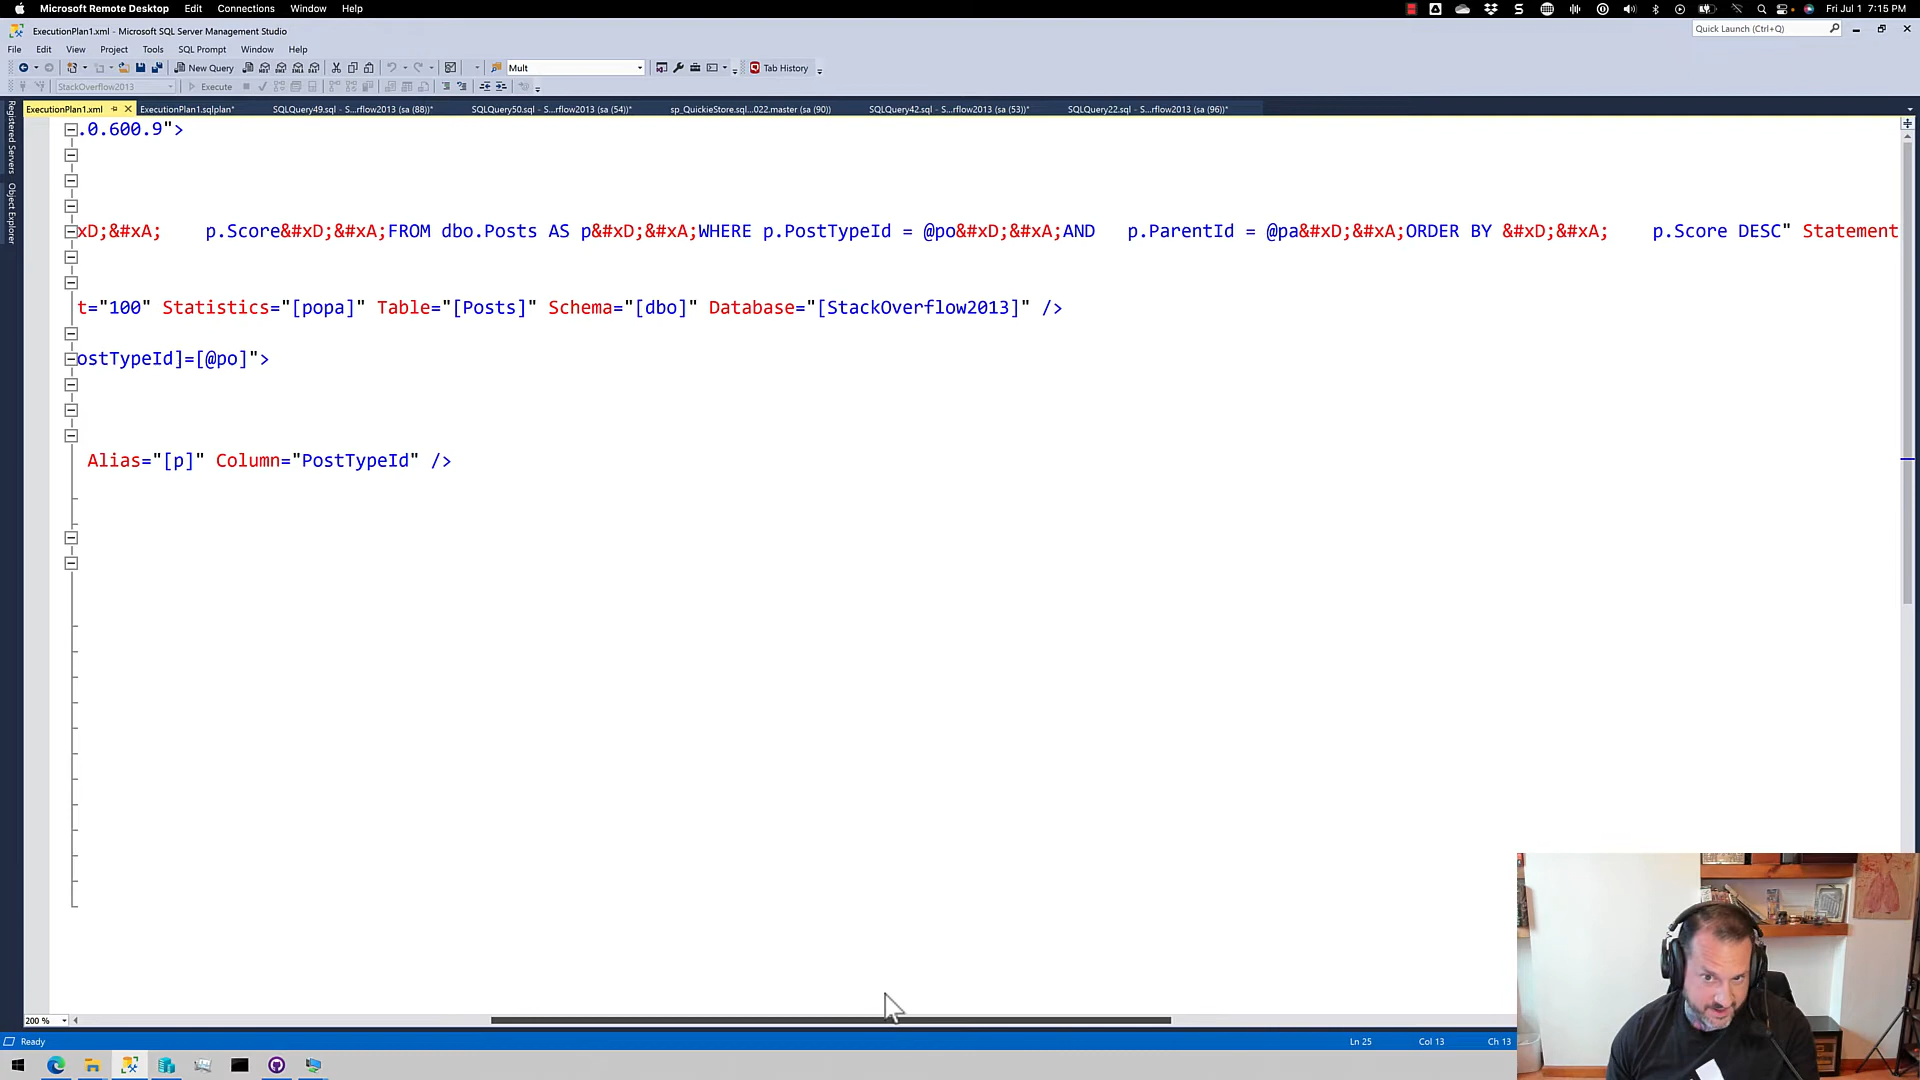 Microsoft Remote Desktop Edit Connections Window Help
Fri Jul 1 7:15 PM
ExecutionPlan1.xml - Microsoft SQL Server Management Studio
Quick Launch (Ctrl+Q)
File Edit View Project Tools SQL Prompt Window Help
New Query
Mult
Tab History
StackOverflow2013
Execute
ExecutionPlan1.xml
ExecutionPlan1.sqlplan*
SQLQuery49.sql - S...rflow2013 (sa (88))*
SQLQuery50.sql - S...rflow2013 (sa (54))*
sp_QuickieStore.sql...022.master (sa (90))
SQLQuery42.sql - S...rflow2013 (sa (53))*
SQLQuery22.sql - S...rflow2013 (sa (96))*
Registered Servers
Object Explorer
.0.600.9">
xD;&#xA;    p.Score&#xD;&#xA;FROM dbo.Posts AS p&#xD;&#xA;WHERE p.PostTypeId = @po&#xD;&#xA;AND   p.ParentId = @pa&#xD;&#xA;ORDER BY &#xD;&#xA;    p.Score DESC" Statement
t="100" Statistics="[popa]" Table="[Posts]" Schema="[dbo]" Database="[StackOverflow2013]" />
ostTypeId]=[@po]">
Alias="[p]" Column="PostTypeId" />
200 %
Ready
Ln 25
Col 13
Ch 13